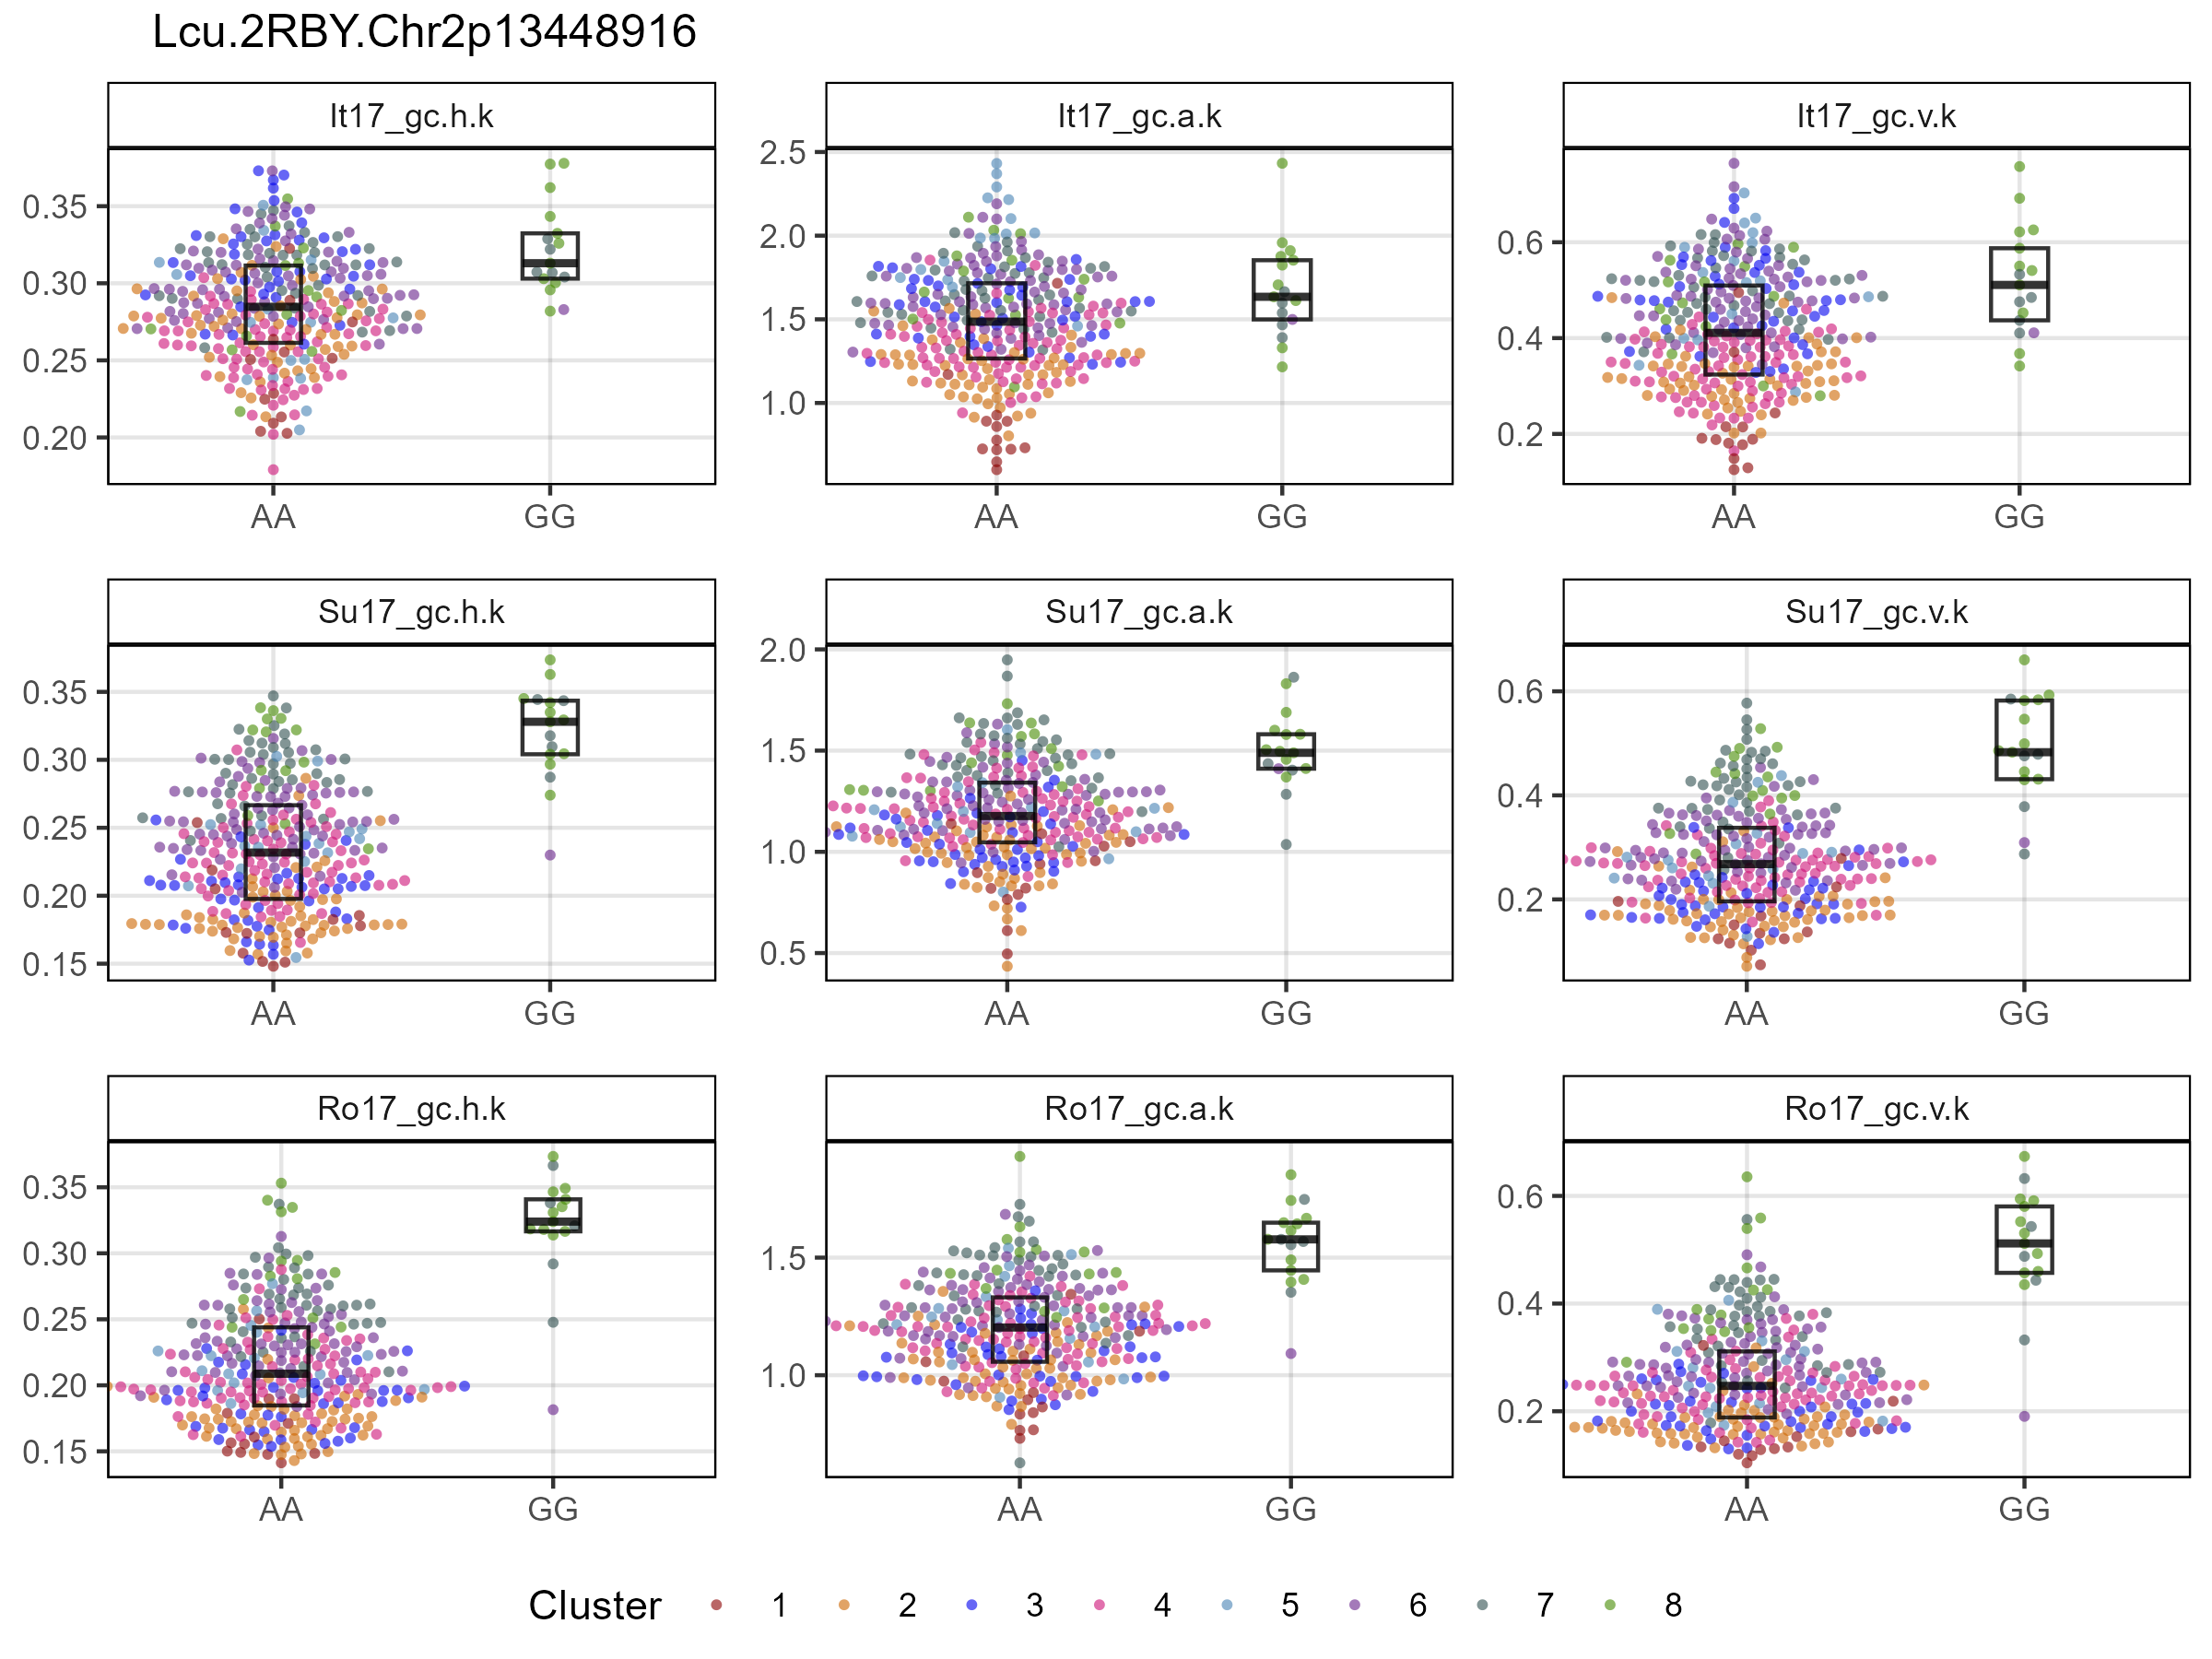 Lcu.2RBY.Chr2p13448916
It17_gc.h.k
It17_gc.a.k
It17_gc.v.k
0.35
0.30
0.25
0.20
AA
GG
2.5
2.0
1.5
1.0
AA
GG
0.6
0.4
0.2
AA
GG
Su17_gc.h.k
Su17_gc.a.k
Su17_gc.v.k
0.35
0.30
0.25
0.20
0.15
AA
GG
2.0
1.5
1.0
0.5
AA
GG
0.6
0.4
0.2
AA
GG
Ro17_gc.h.k
Ro17_gc.a.k
Ro17_gc.v.k
0.35
0.30
0.25
0.20
0.15
AA
GG
1.5
1.0
AA
GG
0.6
0.4
0.2
AA
GG
Cluster 1 2 3 4 5 6 7 8